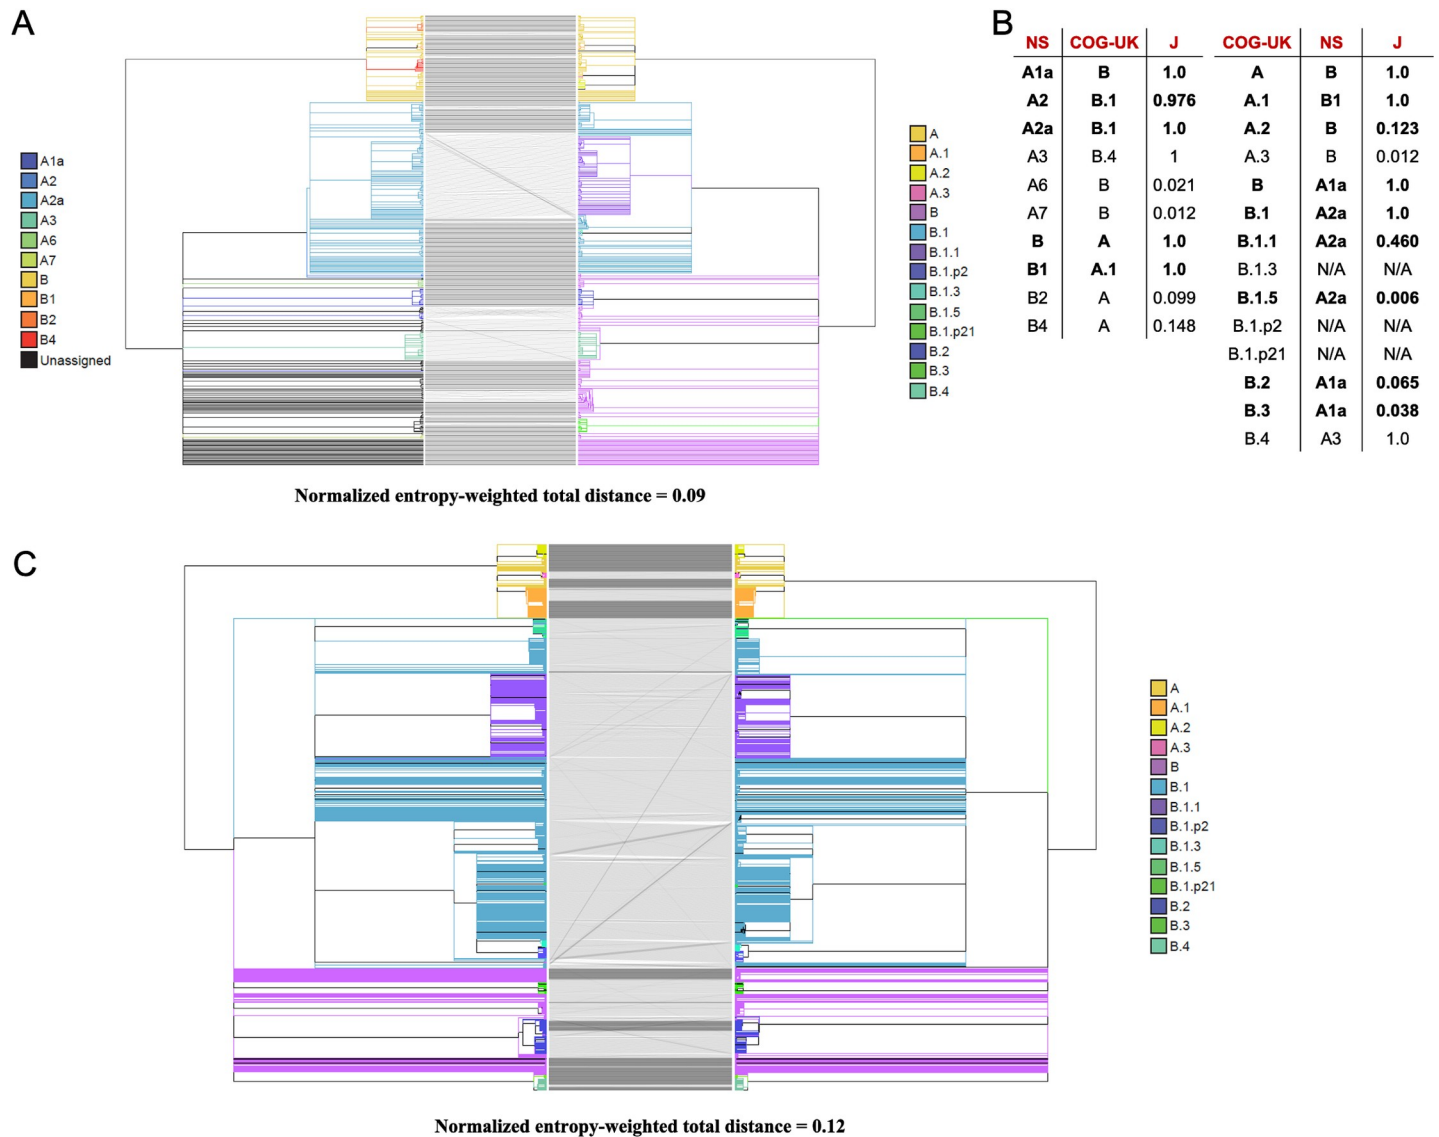 A
A1a
A2
A2a
A3
A6
A7
B
B1
B2
B4
Unassigned
A
A.1
A.2
A.3
B
B.1
B.1.1
B.1.p2
B.1.3
B.1.5
B.1.p21
B.2
B.3
B.4
Normalized entropy-weighted total distance = 0.09
B
NS COG-UK J COG-UK NS J
A1a B 1.0 A B 1.0
A2 B.1 0.976 A.1 B1 1.0
A2a B.1 1.0 A.2 B 0.123
A3 B.4 1 A.3 B 0.012
A6 B 0.021 B A1a 1.0
A7 B 0.012 B.1 A2a 1.0
B A 1.0 B.1.1 A2a 0.460
B1 A.1 1.0 B.1.3 N/A N/A
B2 A 0.099 B.1.5 A2a 0.006
B4 A 0.148 B.1.p2 N/A N/A
B.1.p21 N/A N/A
B.2 A1a 0.065
B.3 A1a 0.038
B.4 A3 1.0
C
A
A.1
A.2
A.3
B
B.1
B.1.1
B.1.p2
B.1.3
B.1.5
B.1.p21
B.2
B.3
B.4
Normalized entropy-weighted total distance = 0.12